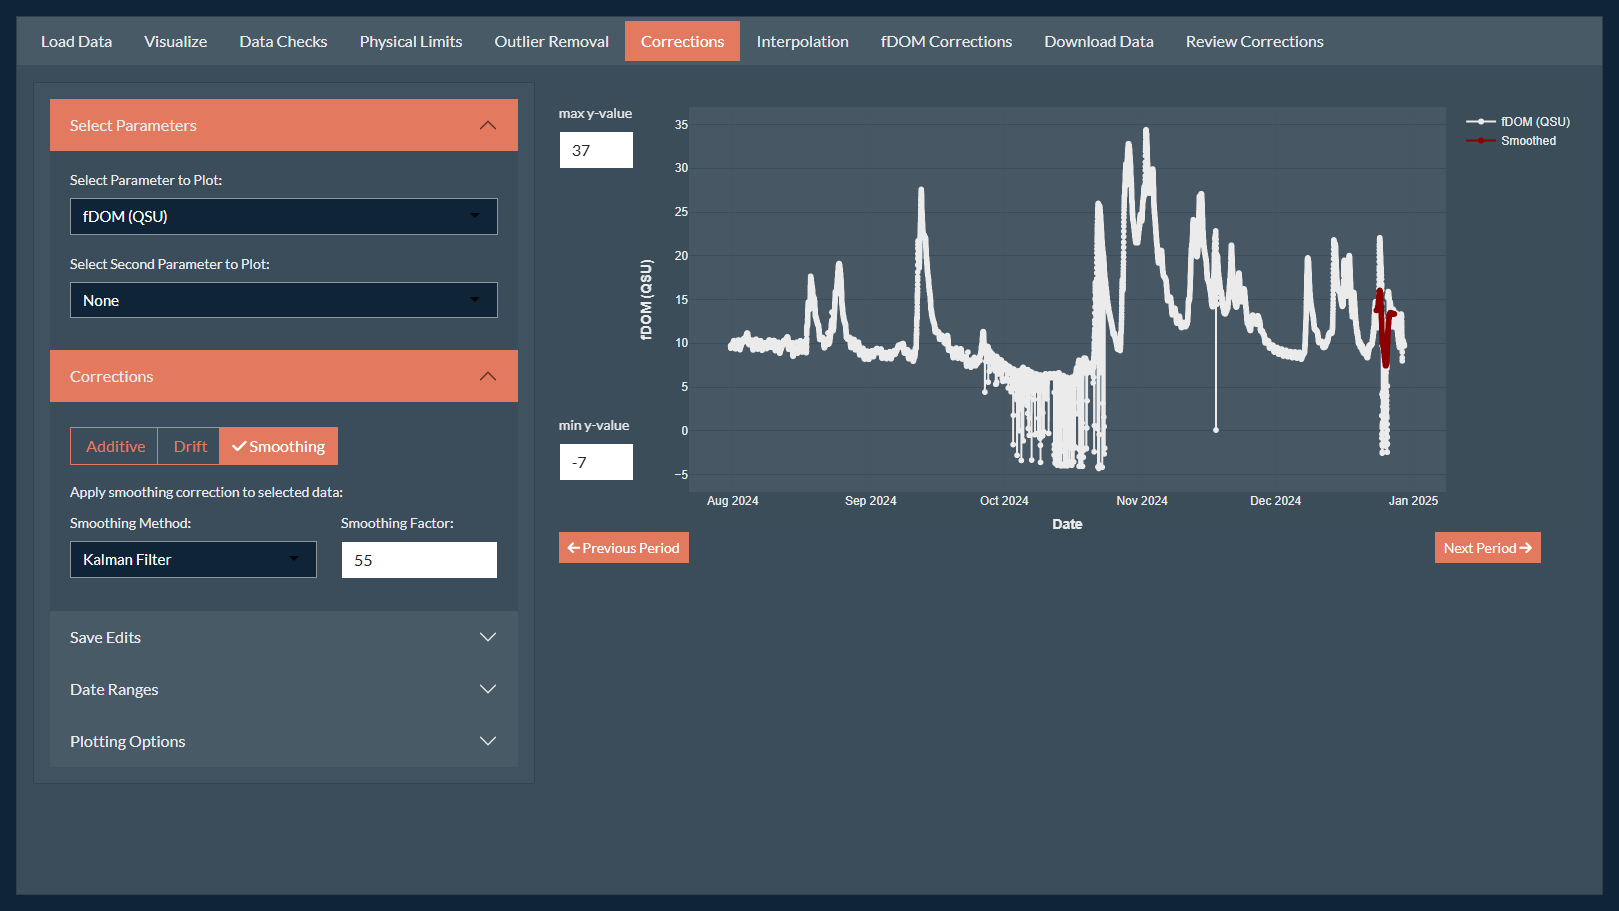 Load Data
Visualize
Data Checks
Physical Limits
Outlier Removal
Corrections
Interpolation
fDOM Corrections
Download Data
Review Corrections
Select Parameters
Select Parameter to Plot:
fDOM (QSU)
Select Second Parameter to Plot:
None
Corrections
Additive
Drift
Smoothing
Apply smoothing correction to selected data:
Smoothing Method:
Smoothing Factor:
Kalman Filter
55
Save Edits
Date Ranges
Plotting Options
max y-value
37
min y-value
-7
fDOM (QSU)
35
30
25
20
15
10
5
0
−5
Aug 2024
Sep 2024
Oct 2024
Nov 2024
Dec 2024
Jan 2025
Date
fDOM (QSU)
Smoothed
Previous Period
Next Period